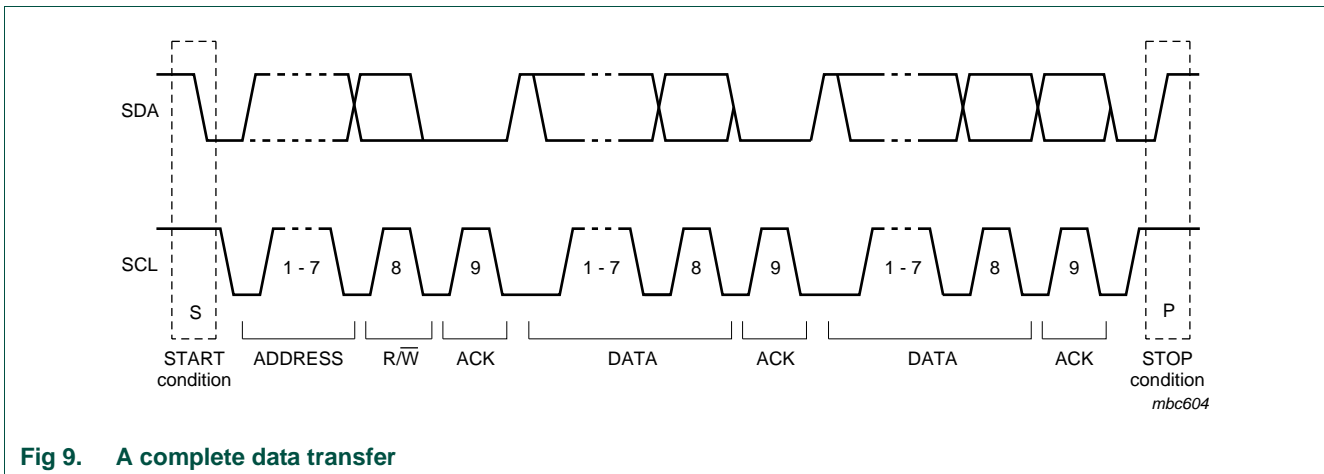 SDA
SCL
1 - 7
8
9
1 - 7
8
9
1 - 7
8
9
S
P
START
condition
ADDRESS
R/W̅
ACK
DATA
ACK
DATA
ACK
STOP
condition
mbc604
Fig 9. A complete data transfer